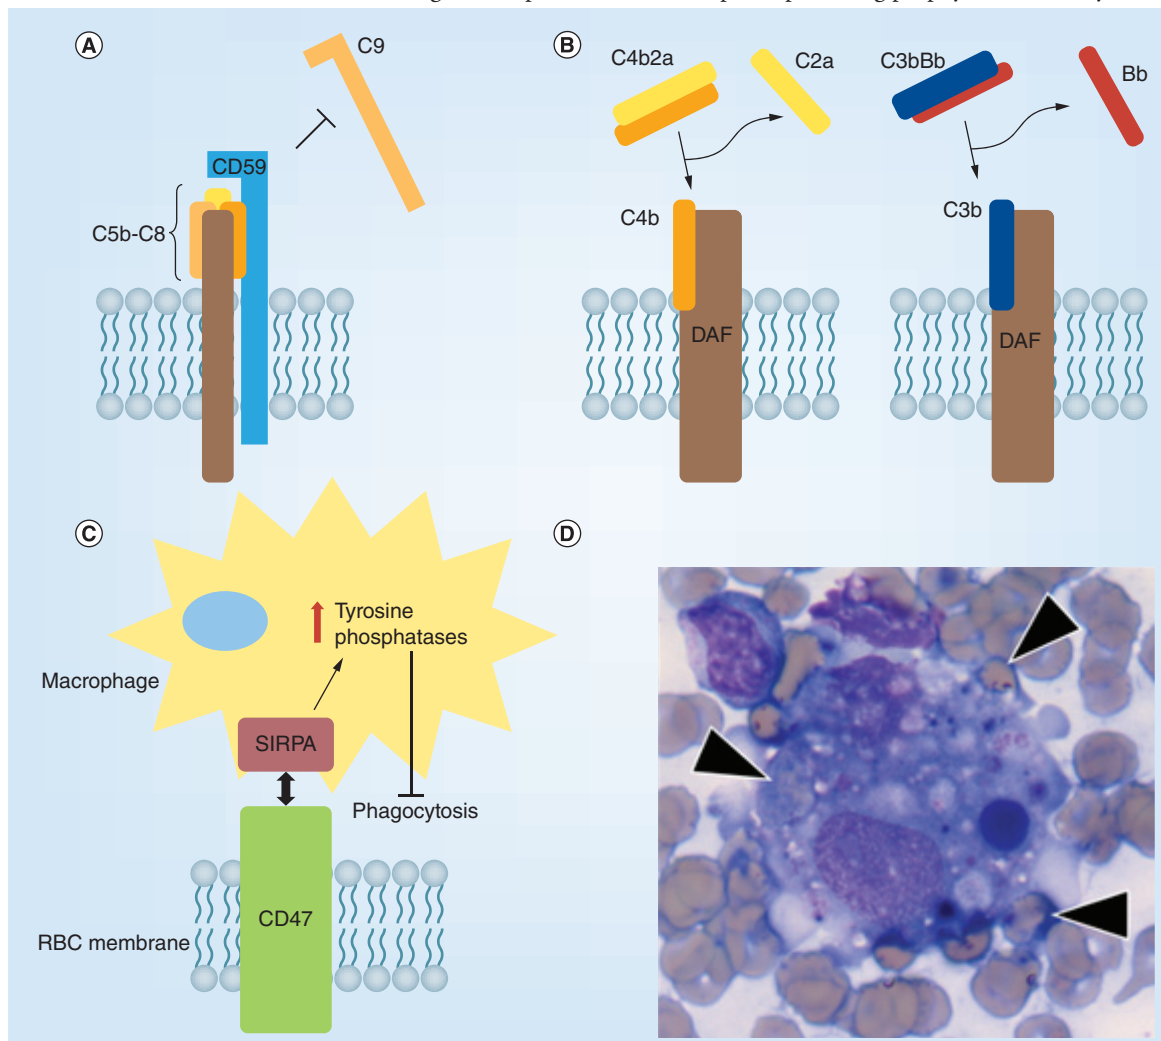 A
C9
CD59
C5b-C8
B
C4b2a
C2a
C3bBb
Bb
C4b
C3b
DAF
DAF
C
Tyrosine
phosphatases
Macrophage
SIRPA
Phagocytosis
CD47
RBC membrane
D